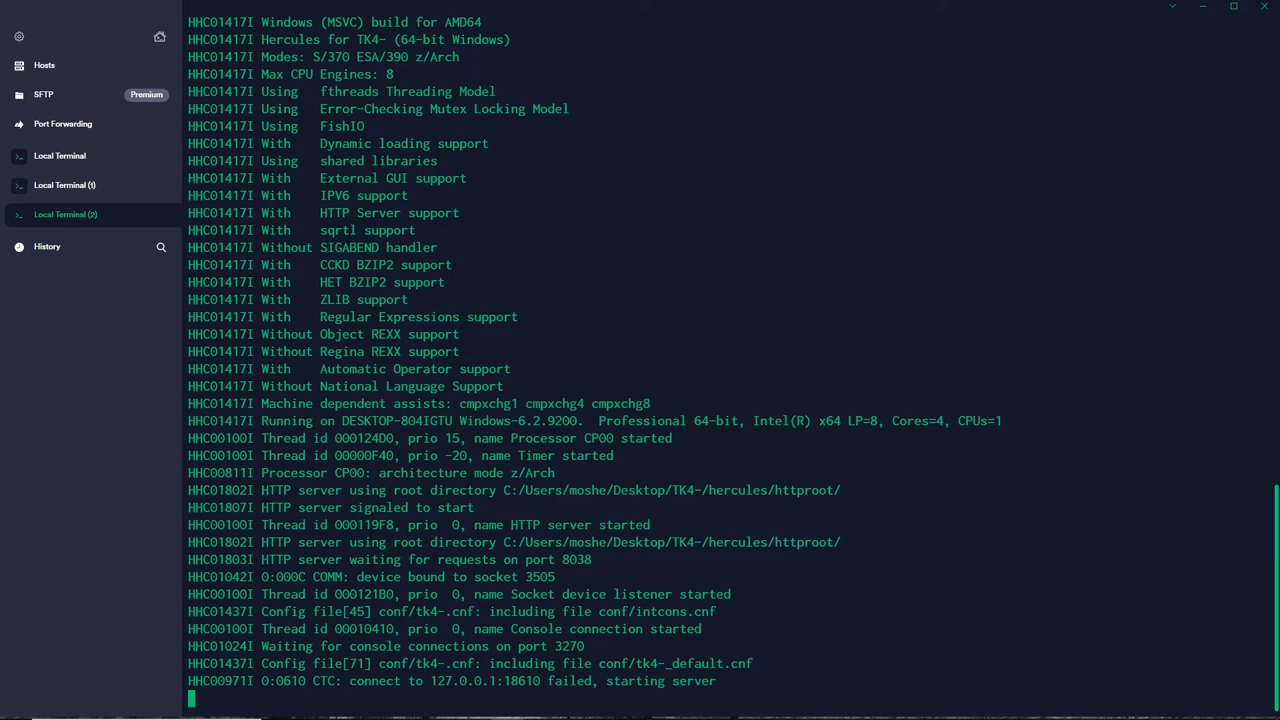 Hosts
SFTP Premium
Port Forwarding
Local Terminal
Local Terminal (1)
Local Terminal (2)
History
HHC01417I Windows (MSVC) build for AMD64
HHC01417I Hercules for TK4- (64-bit Windows)
HHC01417I Modes: S/370 ESA/390 z/Arch
HHC01417I Max CPU Engines: 8
HHC01417I Using fthreads Threading Model
HHC01417I Using Error-Checking Mutex Locking Model
HHC01417I Using FishIO
HHC01417I With Dynamic loading support
HHC01417I Using shared libraries
HHC01417I With External GUI support
HHC01417I With IPV6 support
HHC01417I With HTTP Server support
HHC01417I With sqrtl support
HHC01417I Without SIGABEND handler
HHC01417I With CCKD BZIP2 support
HHC01417I With HET BZIP2 support
HHC01417I With ZLIB support
HHC01417I With Regular Expressions support
HHC01417I Without Object REXX support
HHC01417I Without Regina REXX support
HHC01417I With Automatic Operator support
HHC01417I Without National Language Support
HHC01417I Machine dependent assists: cmpxchg1 cmpxchg4 cmpxchg8
HHC01417I Running on DESKTOP-804IGTU Windows-6.2.9200. Professional 64-bit, Intel(R) x64 LP=8, Cores=4, CPUs=1
HHC00100I Thread id 000124D0, prio 15, name Processor CP00 started
HHC00100I Thread id 00000F40, prio -20, name Timer started
HHC00811I Processor CP00: architecture mode z/Arch
HHC01802I HTTP server using root directory C:/Users/moshe/Desktop/TK4-/hercules/httproot/
HHC01807I HTTP server signaled to start
HHC00100I Thread id 000119F8, prio 0, name HTTP server started
HHC01802I HTTP server using root directory C:/Users/moshe/Desktop/TK4-/hercules/httproot/
HHC01803I HTTP server waiting for requests on port 8038
HHC01042I 0:000C COMM: device bound to socket 3505
HHC00100I Thread id 000121B0, prio 0, name Socket device listener started
HHC01437I Config file[45] conf/tk4-.cnf: including file conf/intcons.cnf
HHC00100I Thread id 00010410, prio 0, name Console connection started
HHC01024I Waiting for console connections on port 3270
HHC01437I Config file[71] conf/tk4-.cnf: including file conf/tk4-_default.cnf
HHC00971I 0:0610 CTC: connect to 127.0.0.1:18610 failed, starting server